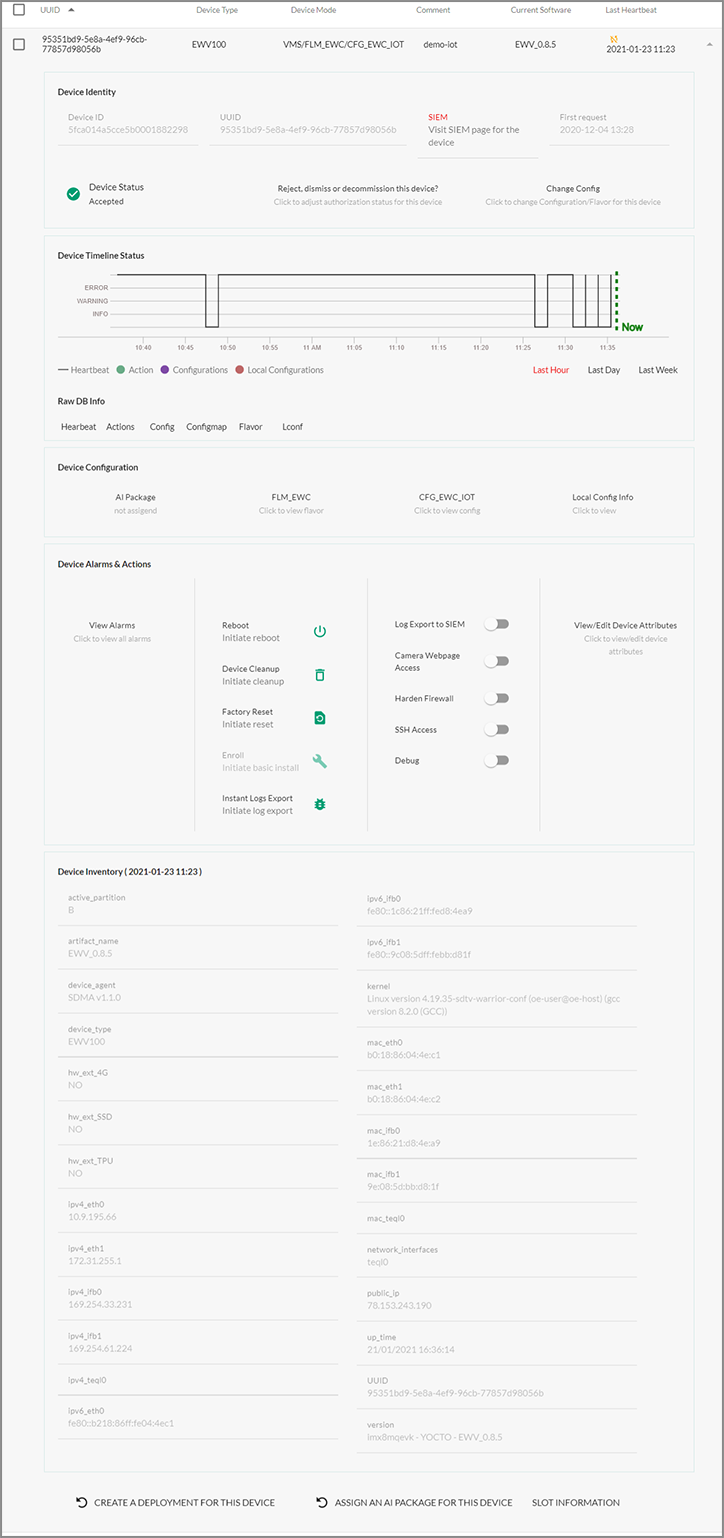 UUID Device Type Device Mode Comment Current Software Last Heartbeat
95351bd9-5e8a-4ef9-96cb-
77857d98056b EWV100 VMS/FLM_EWC/CFG_EWC_IOT demo-iot EWV_0.8.5 2021-01-23 11:23
Device Identity
Device ID UUID SIEM First request
5fca014a5cce5b0001882298 95351bd9-5e8a-4ef9-96cb-77857d98056b Visit SIEM page for the 2020-12-04 13:28
device
Device Status Reject, dismiss or decommission this device? Change Config
Accepted Click to adjust authorization status for this device Click to change Configuration/Flavor for this device
Device Timeline Status
ERROR
WARNING
INFO
Now
10:40 10:45 10:50 10:55 11 AM 11:05 11:10 11:15 11:20 11:25 11:30 11:35
Heartbeat Action Configurations Local Configurations Last Hour Last Day Last Week
Raw DB Info
Hearbeat Actions Config Configmap Flavor Lconf
Device Configuration
AI Package FLM_EWC CFG_EWC_IOT Local Config Info
not assigend Click to view flavor Click to view config Click to view
Device Alarms & Actions
View Alarms
Click to view all alarms
Reboot
Initiate reboot
Device Cleanup
Initiate cleanup
Factory Reset
Initiate reset
Enroll
Initiate basic install
Instant Logs Export
Initiate log export
Log Export to SIEM
Camera Webpage
Access
Harden Firewall
SSH Access
Debug
View/Edit Device Attributes
Click to view/edit device
attributes
Device Inventory ( 2021-01-23 11:23 )
active_partition
B
artifact_name
EWV_0.8.5
device_agent
SDMA v1.1.0
device_type
EWV100
hw_ext_4G
NO
hw_ext_SSD
NO
hw_ext_TPU
NO
ipv4_eth0
10.9.195.66
ipv4_eth1
172.31.255.1
ipv4_ifb0
169.254.33.231
ipv4_ifb1
169.254.61.224
ipv4_teql0
ipv6_eth0
fe80::b218:86ff:fe04:4ec1
ipv6_ifb0
fe80::1c86:21ff:fed8:4ea9
ipv6_ifb1
fe80::9c08:5dff:febb:d81f
kernel
Linux version 4.19.35-sdtv-warrior-conf (oe-user@oe-host) (gcc
version 8.2.0 (GCC))
mac_eth0
b0:18:86:04:4e:c1
mac_eth1
b0:18:86:04:4e:c2
mac_ifb0
1e:86:21:d8:4e:a9
mac_ifb1
9e:08:5d:bb:d8:1f
mac_teql0
network_interfaces
teql0
public_ip
78.153.243.190
up_time
21/01/2021 16:36:14
UUID
95351bd9-5e8a-4ef9-96cb-77857d98056b
version
imx8mqevk - YOCTO - EWV_0.8.5
CREATE A DEPLOYMENT FOR THIS DEVICE ASSIGN AN AI PACKAGE FOR THIS DEVICE SLOT INFORMATION